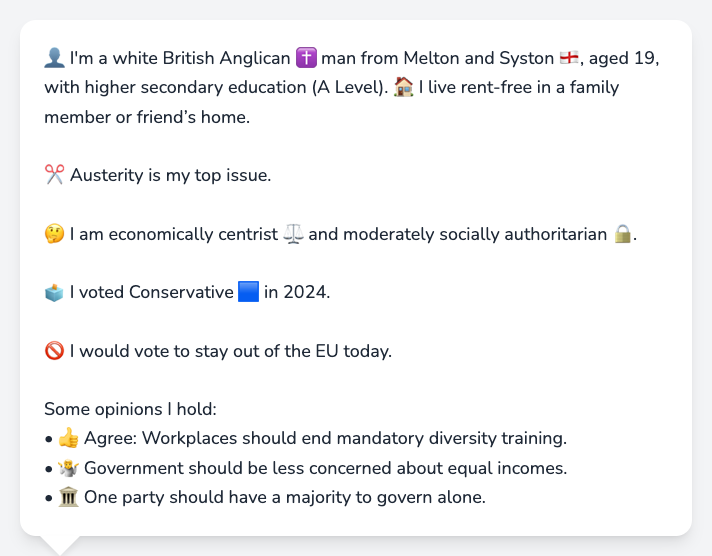 👤 I'm a white British Anglican ✝️ man from Melton and Syston 🏴󠁧󠁢󠁥󠁮󠁧󠁿, aged 19,
with higher secondary education (A Level). 🏠 I live rent-free in a family
member or friend’s home.
✂️ Austerity is my top issue.
🤔 I am economically centrist ⚖️ and moderately socially authoritarian 🔒.
🗳️ I voted Conservative 🟦 in 2024.
🚫 I would vote to stay out of the EU today.
Some opinions I hold:
• 👍 Agree: Workplaces should end mandatory diversity training.
• 🤷 Government should be less concerned about equal incomes.
• 🏛️ One party should have a majority to govern alone.